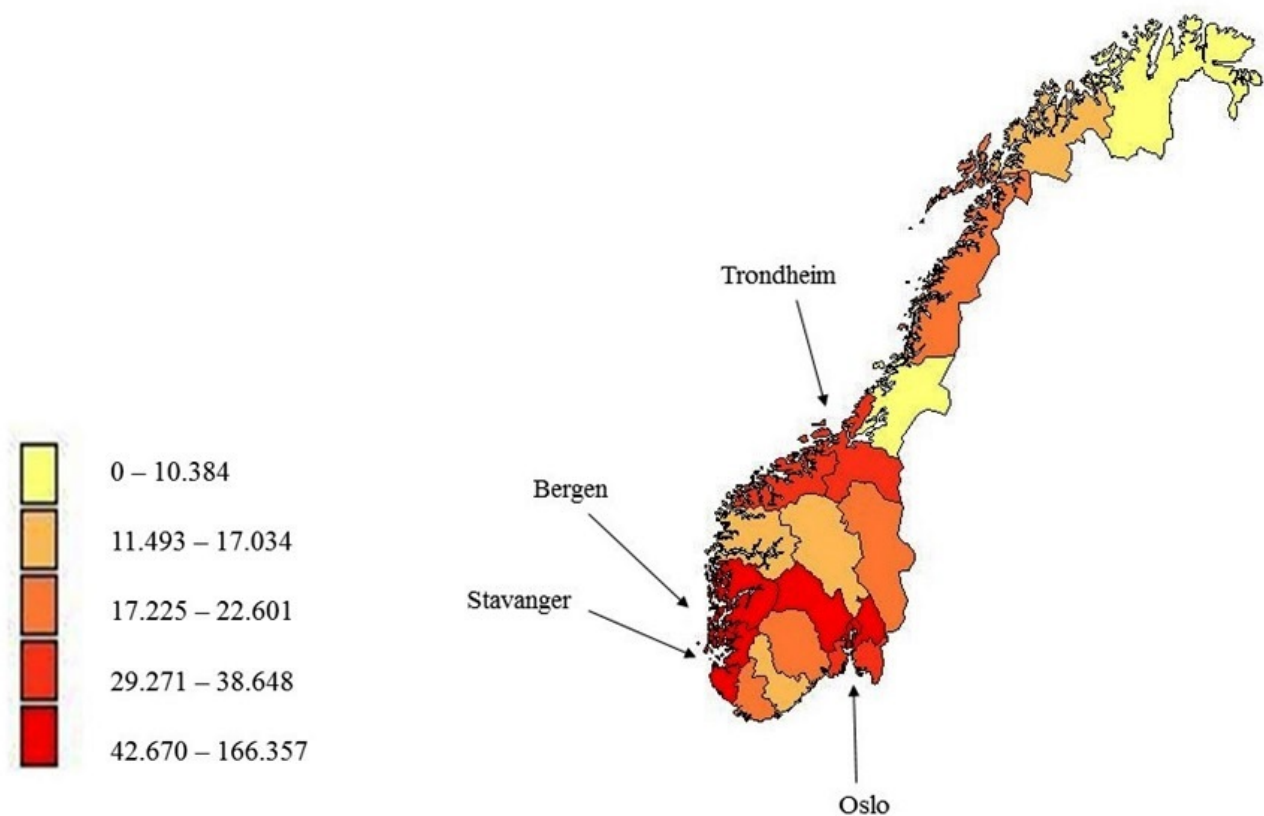 Trondheim
Bergen
Stavanger
Oslo
0 – 10.384
11.493 – 17.034
17.225 – 22.601
29.271 – 38.648
42.670 – 166.357